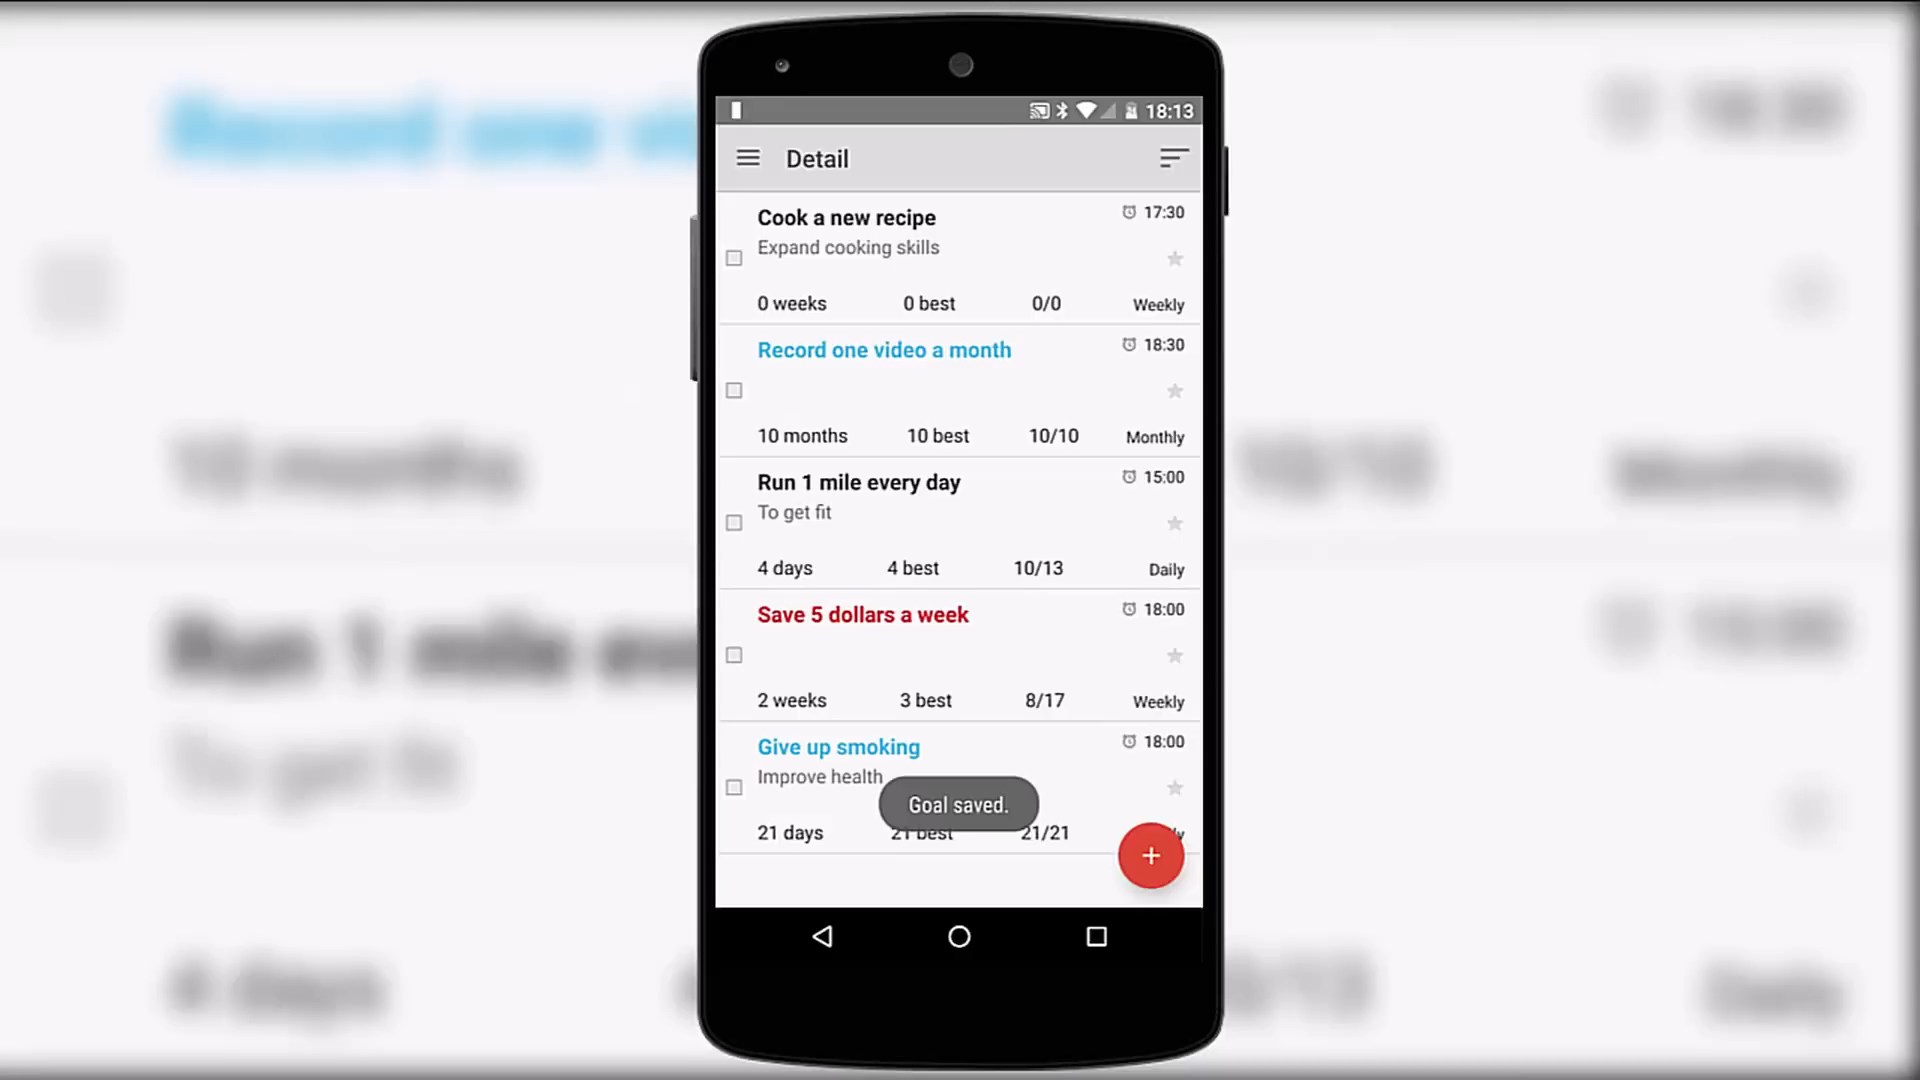 18:13
Detail
Cook a new recipe
17:30
Expand cooking skills
0 weeks 0 best 0/0 Weekly
Record one video a month
18:30
10 months 10 best 10/10 Monthly
Run 1 mile every day
15:00
To get fit
4 days 4 best 10/13 Daily
Save 5 dollars a week
18:00
2 weeks 3 best 8/17 Weekly
Give up smoking
18:00
Improve health
Goal saved.
21 days 21 best 21/21
+